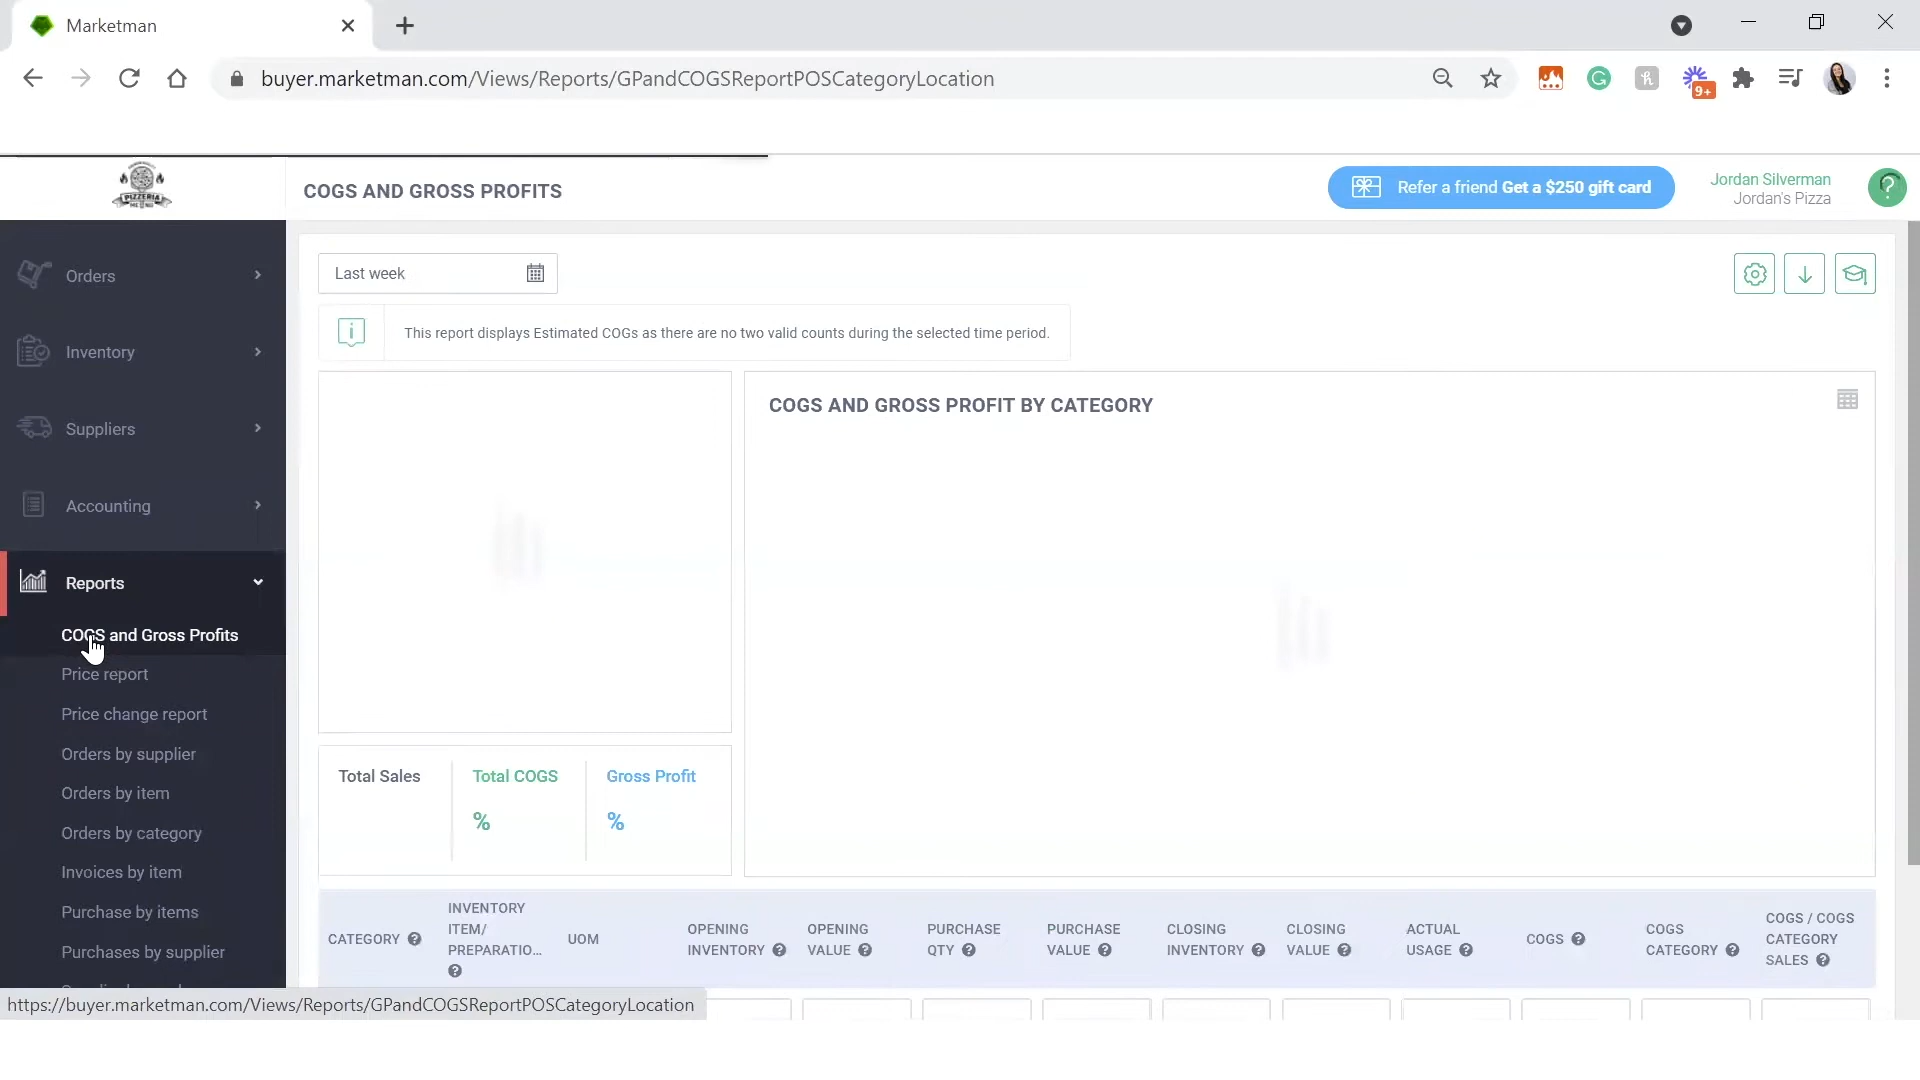 Marketman
buyer.marketman.com/Views/Reports/GPandCOGSReportPOSCategoryLocation
9+
PIZZERIA
COGS AND GROSS PROFITS
Refer a friend Get a $250 gift card
Jordan Silverman
Jordan's Pizza
?
Orders
Inventory
Suppliers
Accounting
Reports
COGS and Gross Profits
Price report
Price change report
Orders by supplier
Orders by item
Orders by category
Invoices by item
Purchase by items
Purchases by supplier
Last week
This report displays Estimated COGs as there are no two valid counts during the selected time period.
COGS AND GROSS PROFIT BY CATEGORY
Total Sales
Total COGS
%
Gross Profit
%
CATEGORY ?
INVENTORY
ITEM/
PREPARATIO...
?
UOM
OPENING
INVENTORY ?
OPENING
VALUE ?
PURCHASE
QTY ?
PURCHASE
VALUE ?
CLOSING
INVENTORY ?
CLOSING
VALUE ?
ACTUAL
USAGE ?
COGS ?
COGS
CATEGORY ?
COGS / COGS
CATEGORY
SALES ?
https://buyer.marketman.com/Views/Reports/GPandCOGSReportPOSCategoryLocation